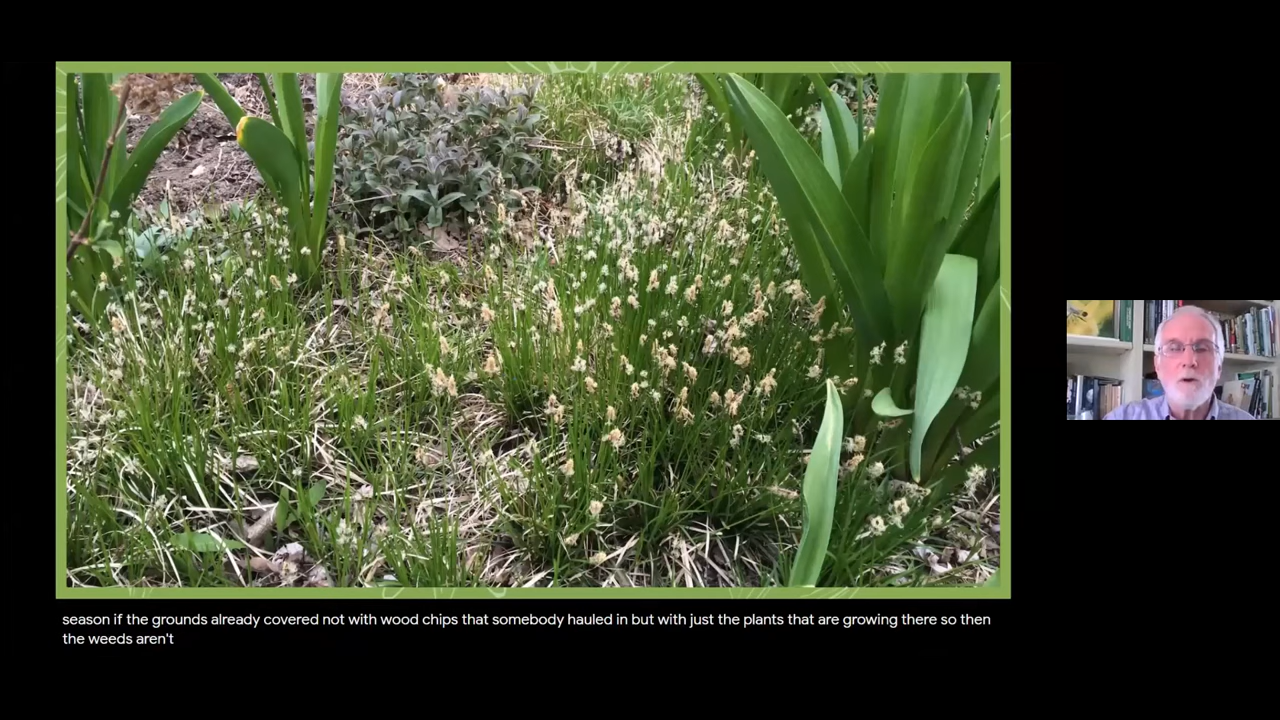 season if the grounds already covered not with wood chips that somebody hauled in but with just the plants that are growing there so then
the weeds aren't